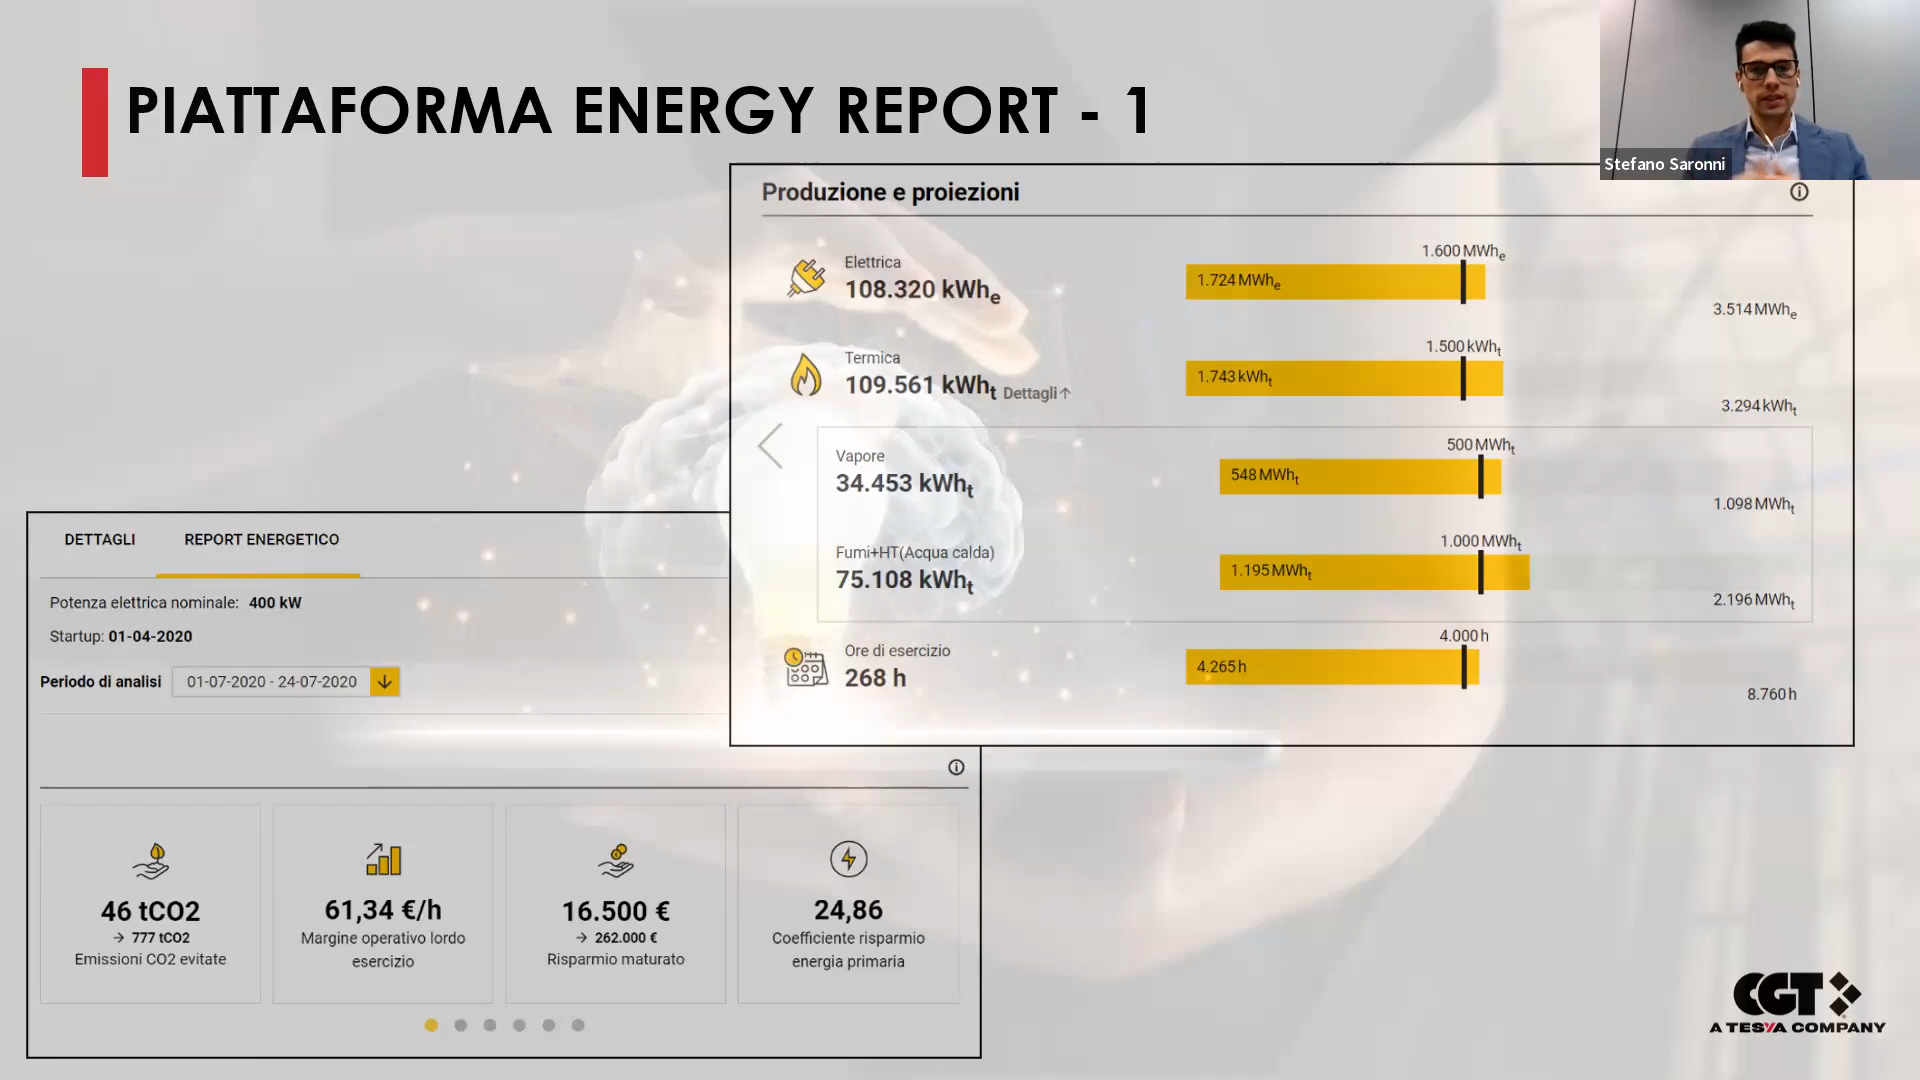 PIATTAFORMA ENERGY REPORT - 1
Stefano Saronni
Produzione e proiezioni
Elettrica
108.320 kWhe
1.600 MWhe
1.724 MWhe
3.514 MWhe
Termica
109.561 kWht Dettagli↑
1.500 kWht
1.743 kWht
3.294 kWht
Vapore
34.453 kWht
500 MWht
548 MWht
1.098 MWht
Fumi+HT(Acqua calda)
75.108 kWht
1.000 MWht
1.195 MWht
2.196 MWht
Ore di esercizio
268 h
4.000 h
4.265 h
8.760 h
DETTAGLI REPORT ENERGETICO
Potenza elettrica nominale: 400 kW
Startup: 01-04-2020
Periodo di analisi 01-07-2020 - 24-07-2020
46 tCO2
→ 777 tCO2
Emissioni CO2 evitate
61,34 €/h
Margine operativo lordo
esercizio
16.500 €
→ 262.000 €
Risparmio maturato
24,86
Coefficiente risparmio
energia primaria
CGT
A TESYA COMPANY